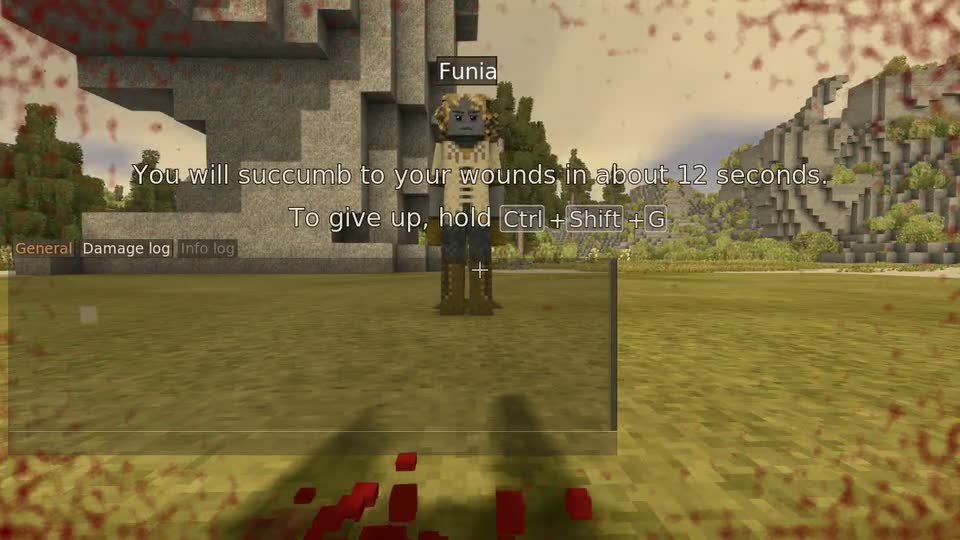 Funia
You will succumb to your wounds in about 12 seconds.
To give up, hold Ctrl + Shift + G
General Damage log Info log